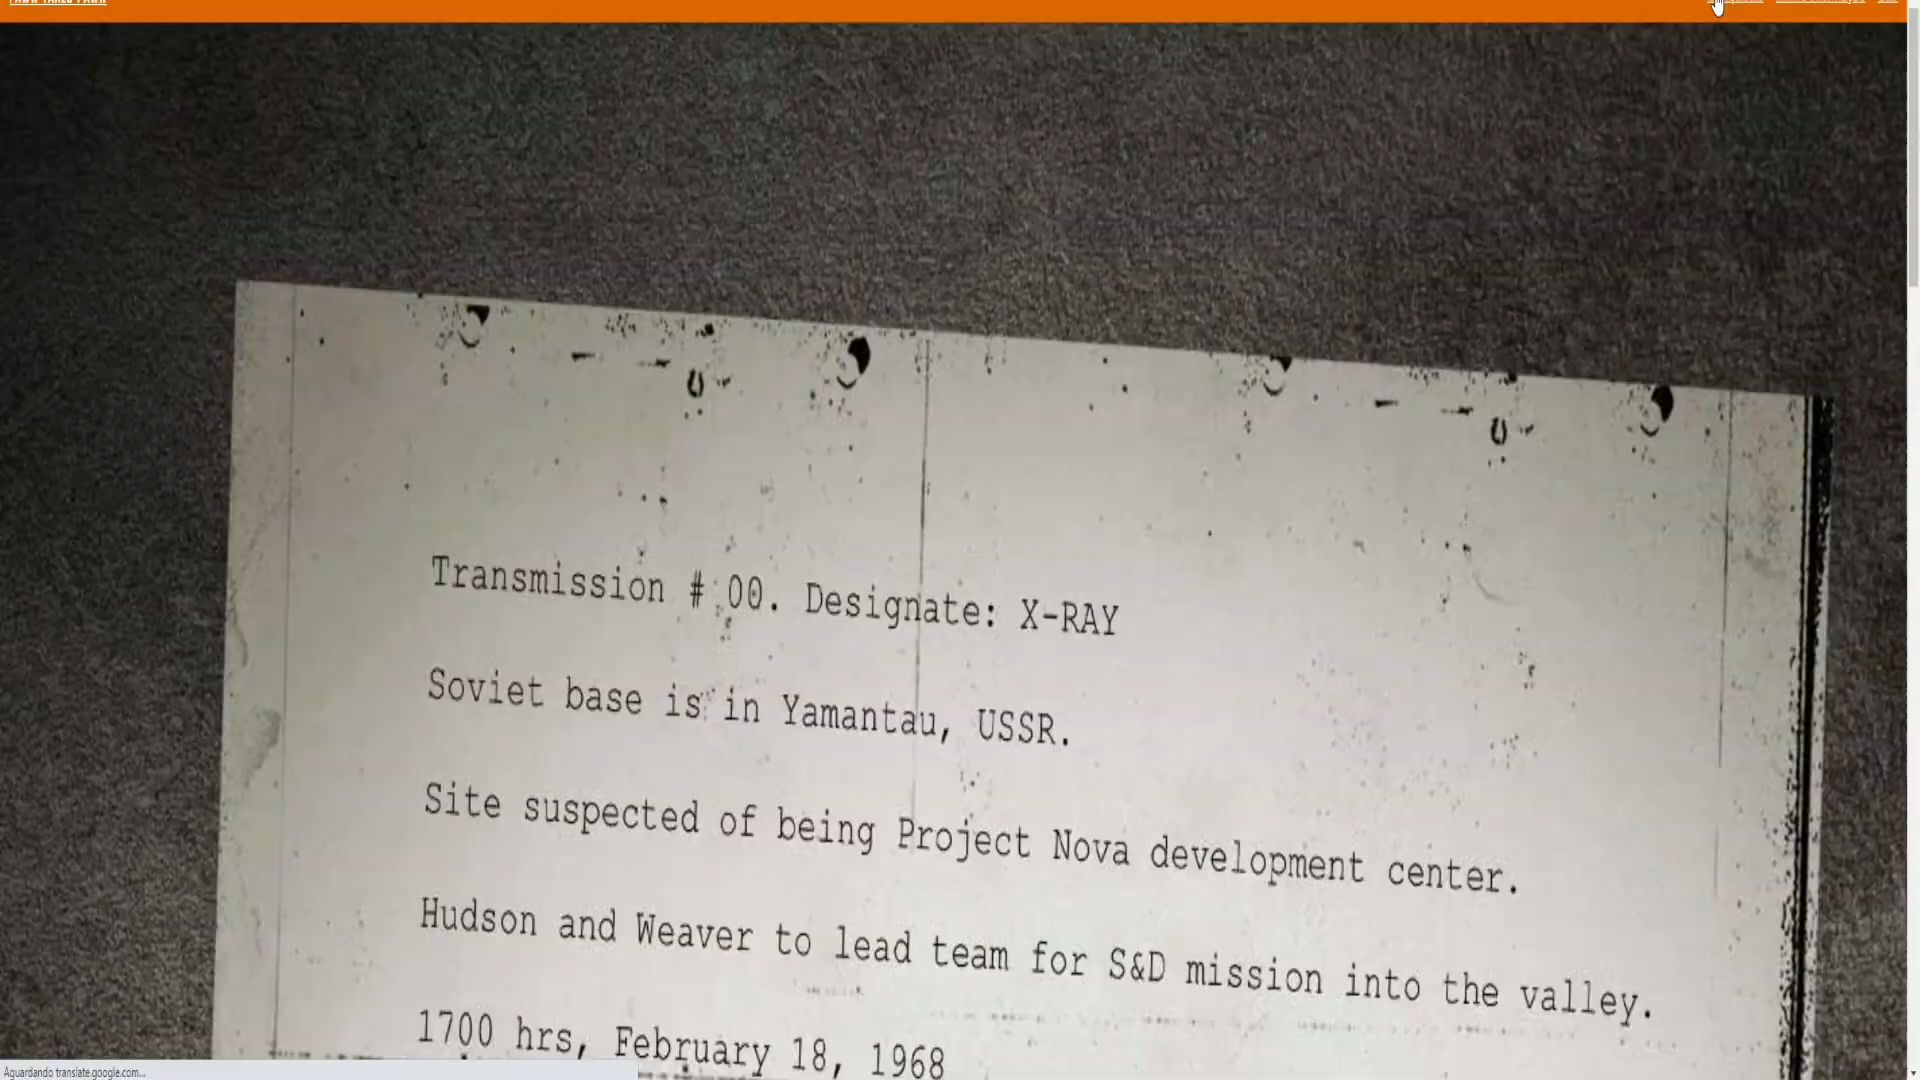 Transmission # 00. Designate: X-RAY
Soviet base is in Yamantau, USSR.
Site suspected of being Project Nova development center.
Hudson and Weaver to lead team for S&D mission into the valley.
1700 hrs, February 18, 1968
Aguardando translate.google.com...